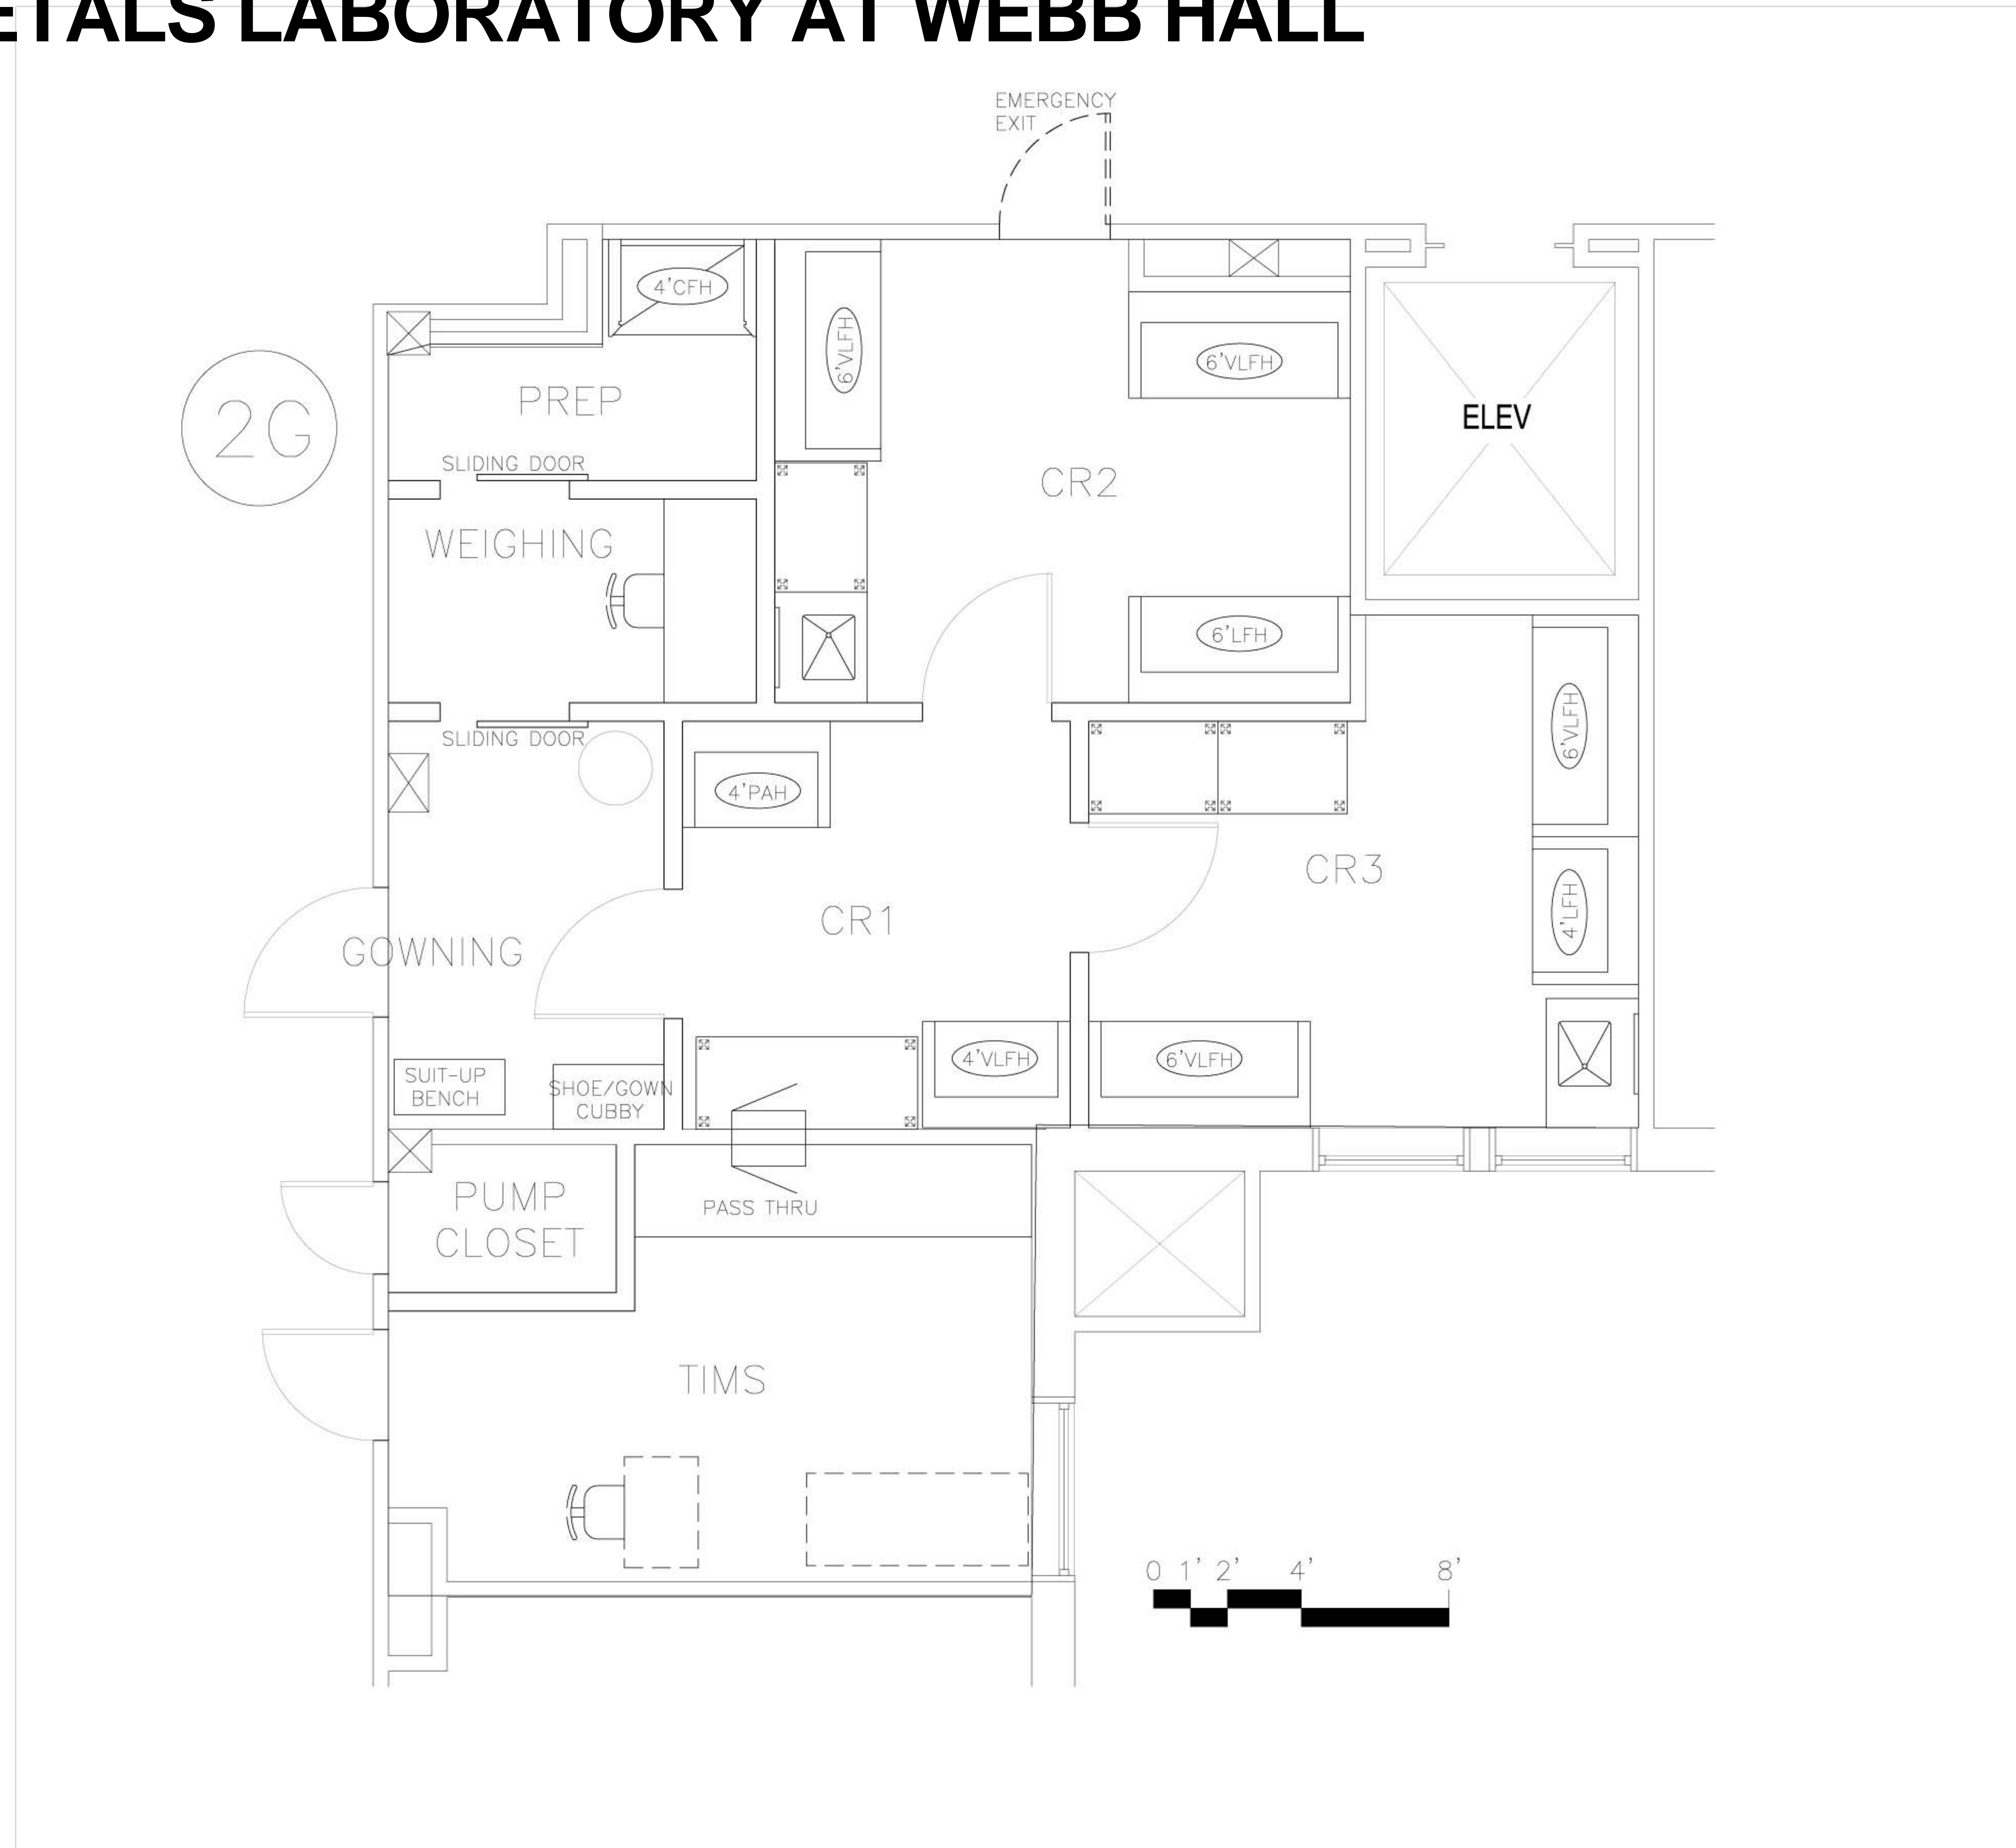 ETALS LABORATORY AT WEBB HALL
EMERGENCY
EXIT
4'CFH
6'VLFH
6'VLFH
2G
PREP
ELEV
SLIDING DOOR
CR2
WEIGHING
6'LFH
SLIDING DOOR
6'VLFH
4'PAH
CR3
4'LFH
CR1
GOWNING
SUIT-UP
BENCH
SHOE/GOWN
CUBBY
4'VLFH
6'VLFH
PUMP
CLOSET
PASS THRU
TIMS
0 1' 2' 4' 8'